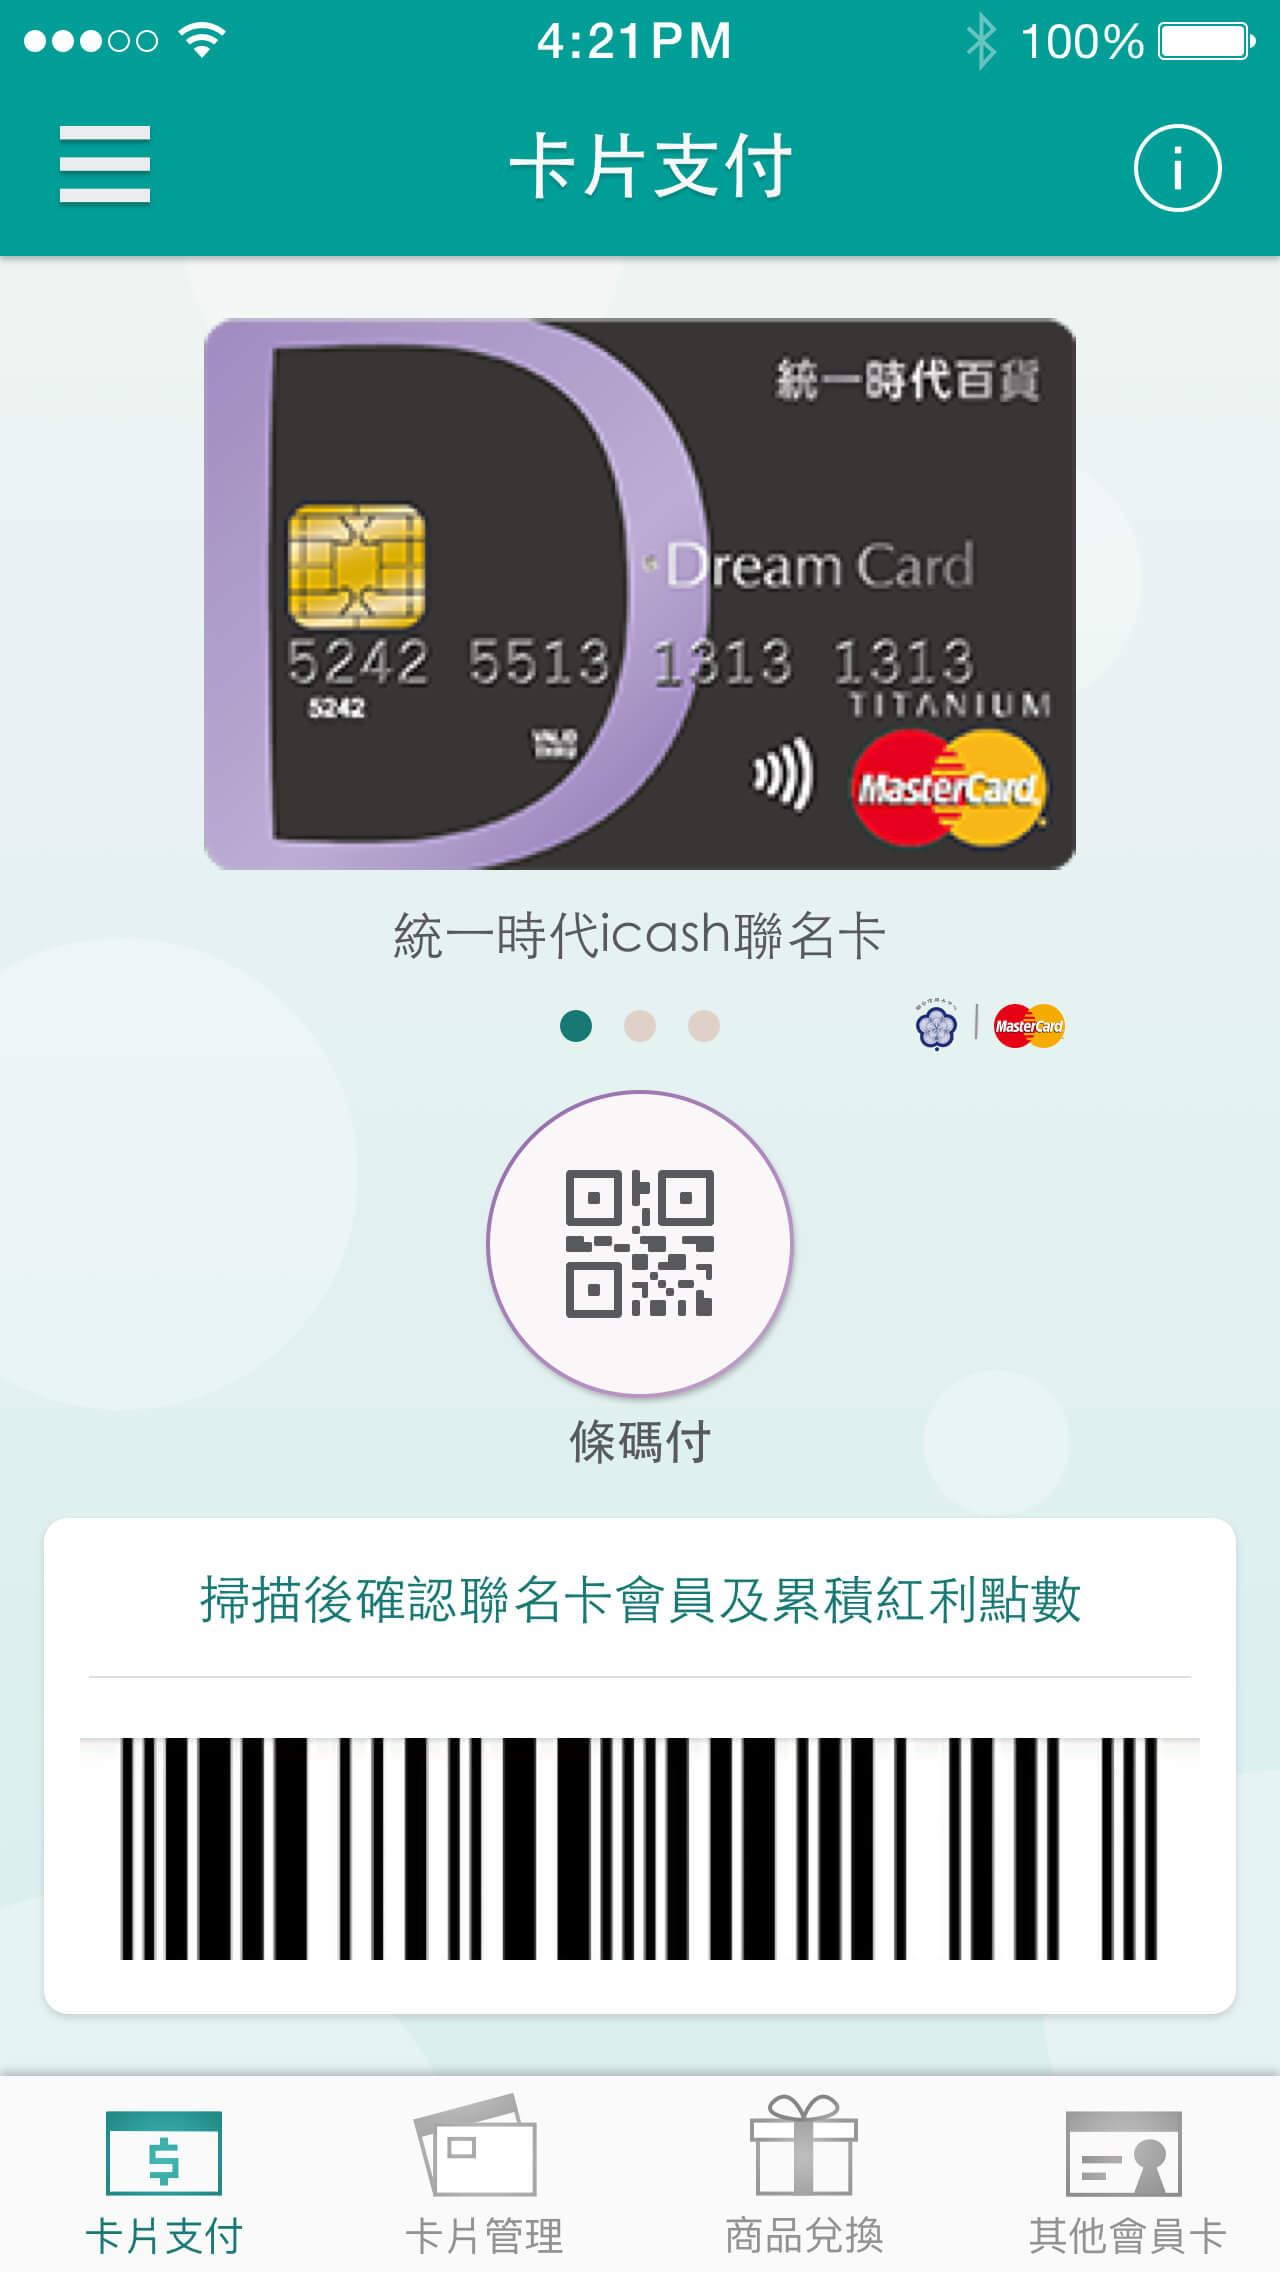 4:21PM
100%
卡片支付
統一時代百貨
Dream Card
5242 5513 1313 1313
5242
TITANIUM
VALID
THRU
MasterCard
統一時代icash聯名卡
MasterCard
條碼付
掃描後確認聯名卡會員及累積紅利點數
卡片支付
卡片管理
商品兌換
其他會員卡